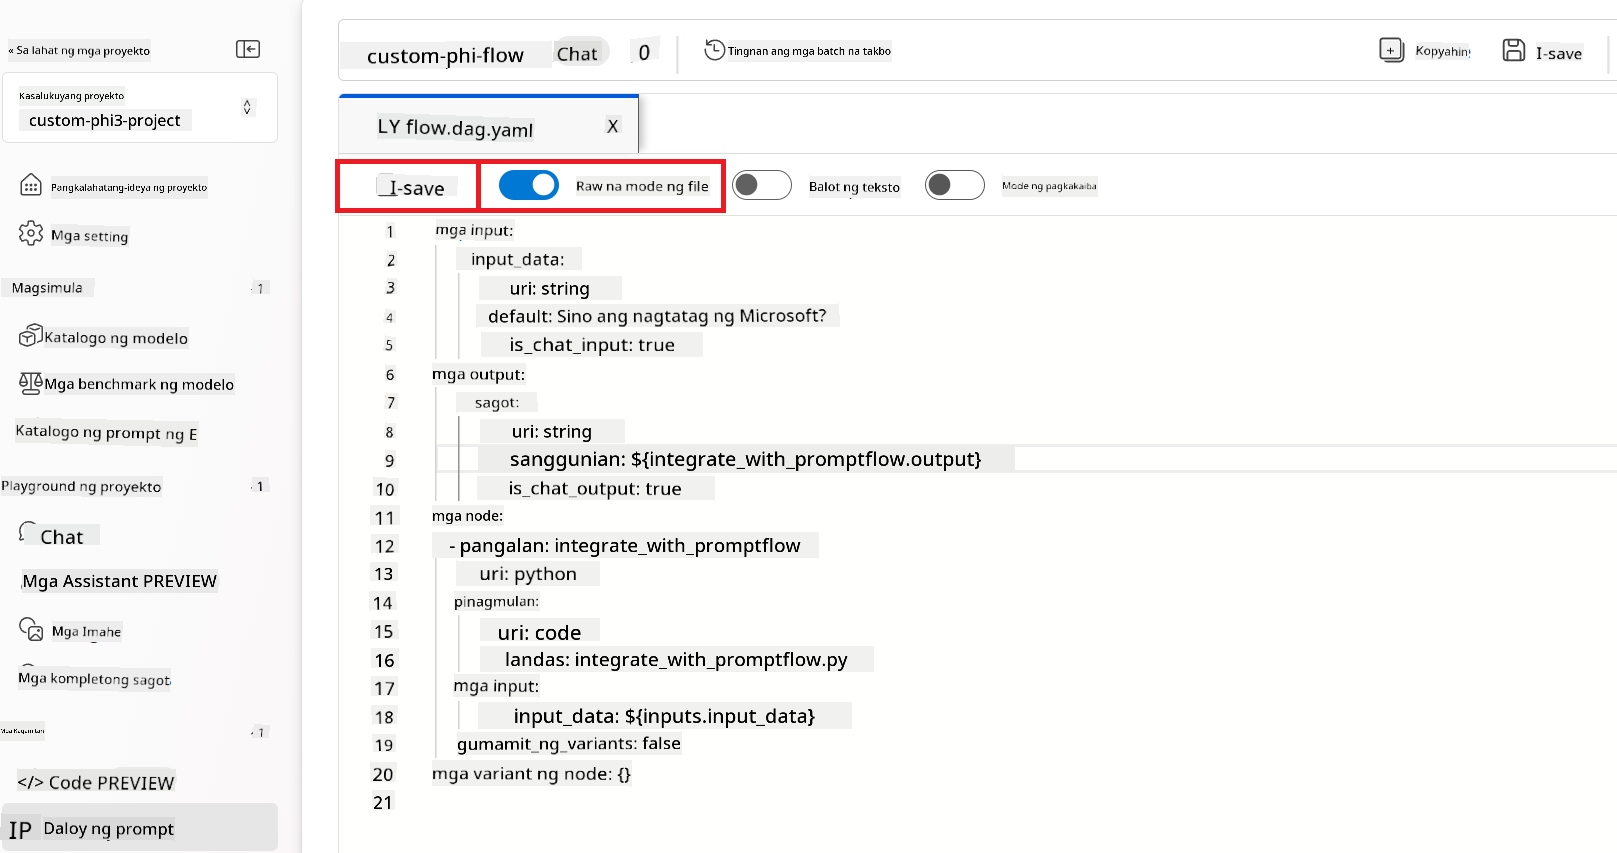 « Sa lahat ng mga proyekto
Kasalukuyang proyekto
custom-phi3-project
Pangkalahatang-ideya ng proyekto
Mga setting
Magsimula 1
Katalogo ng modelo
Mga benchmark ng modelo
Katalogo ng prompt ng E
Playground ng proyekto 1
Chat
Mga Assistant PREVIEW
Mga Imahe
Mga kompletong sagot
Mga Kagamitan 1
</> Code PREVIEW
IP Daloy ng prompt
custom-phi-flow Chat 0 Tingnan ang mga batch na takbo Kopyahin I-save
LY flow.dag.yaml X
I-save Raw na mode ng file Balot ng teksto Mode ng pagkakaiba
1 mga input:
2 input_data:
3 uri: string
4 default: Sino ang nagtatag ng Microsoft?
5 is_chat_input: true
6 mga output:
7 sagot:
8 uri: string
9 sanggunian: ${integrate_with_promptflow.output}
10 is_chat_output: true
11 mga node:
12 - pangalan: integrate_with_promptflow
13 uri: python
14 pinagmulan:
15 uri: code
16 landas: integrate_with_promptflow.py
17 mga input:
18 input_data: ${inputs.input_data}
19 gumamit_ng_variants: false
20 mga variant ng node: {}
21